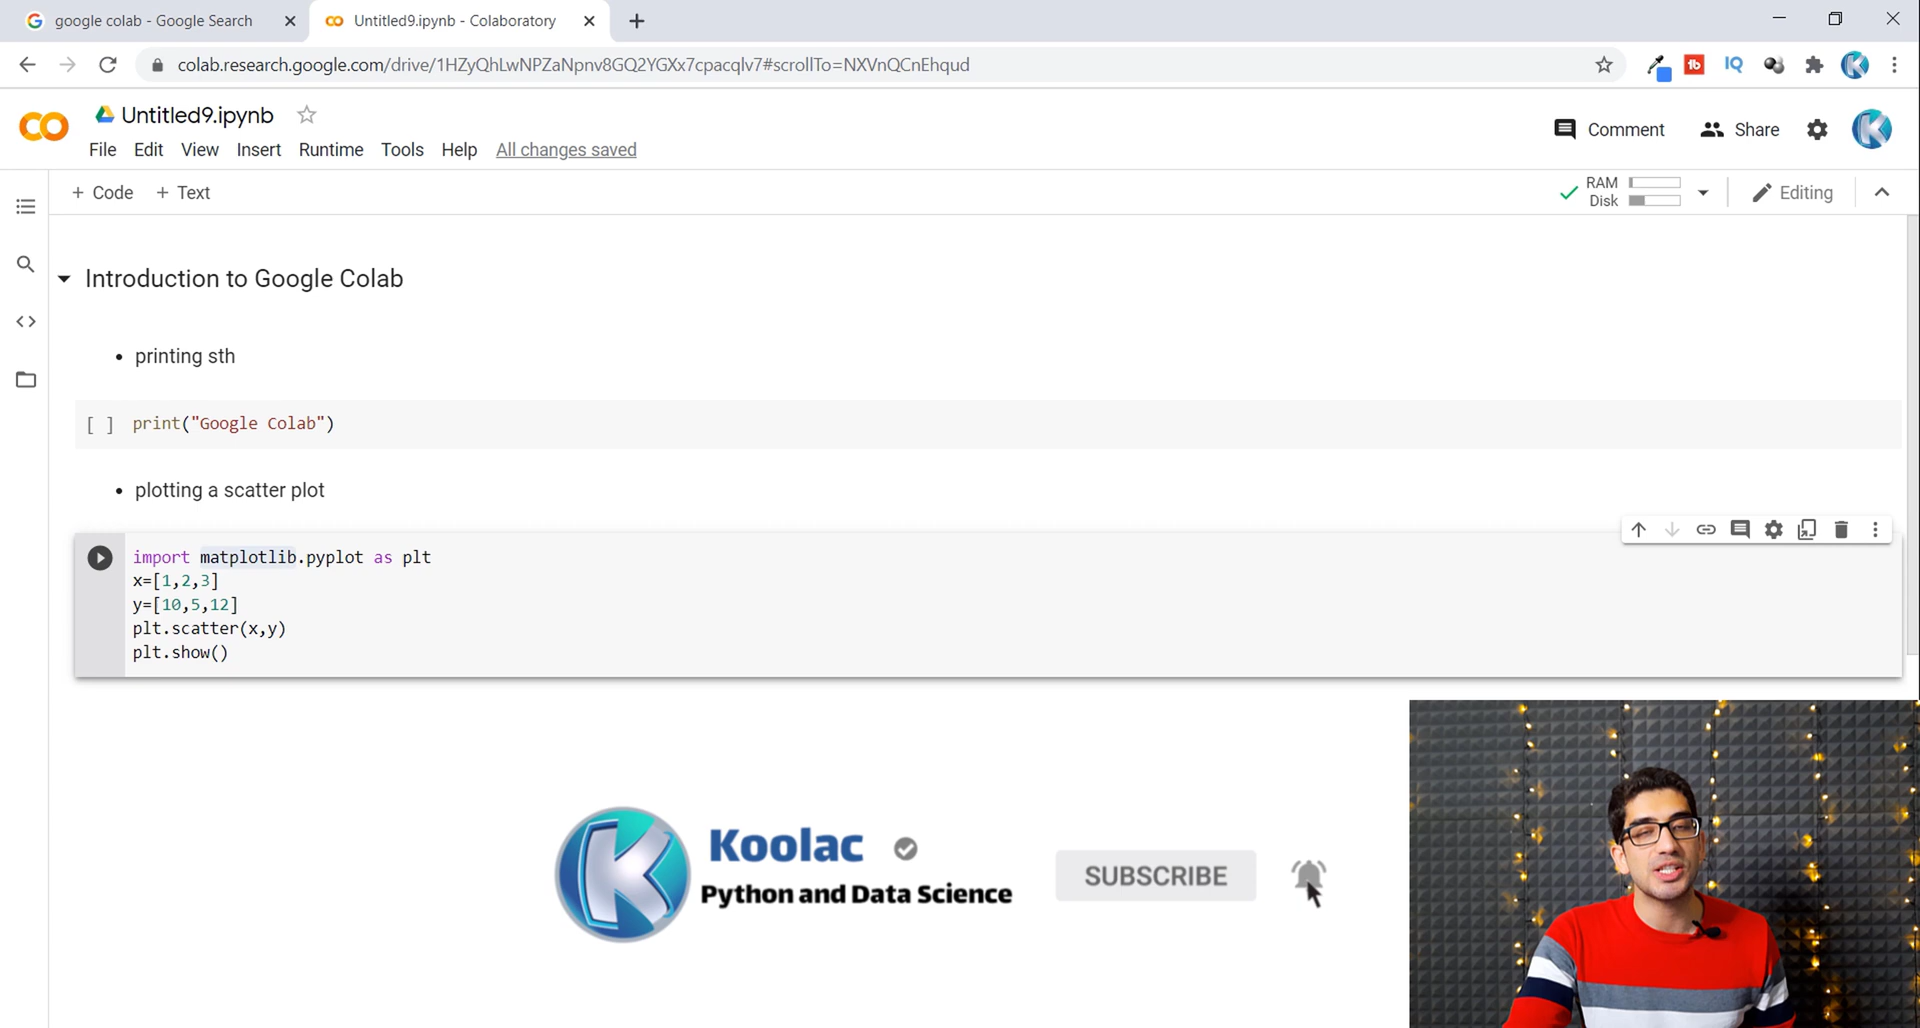 google colab - Google Search
Untitled9.ipynb - Colaboratory
colab.research.google.com/drive/1HZyQhLwNPZaNpnv8GQ2YGXx7cpacqlv7#scrollTo=NXVnQCnEhqud
Untitled9.ipynb
Comment
Share
File Edit View Insert Runtime Tools Help All changes saved
+ Code + Text
RAM
Disk
Editing
Introduction to Google Colab
• printing sth
[ ] print("Google Colab")
• plotting a scatter plot
import matplotlib.pyplot as plt
x=[1,2,3]
y=[10,5,12]
plt.scatter(x,y)
plt.show()
Koolac
Python and Data Science
SUBSCRIBE